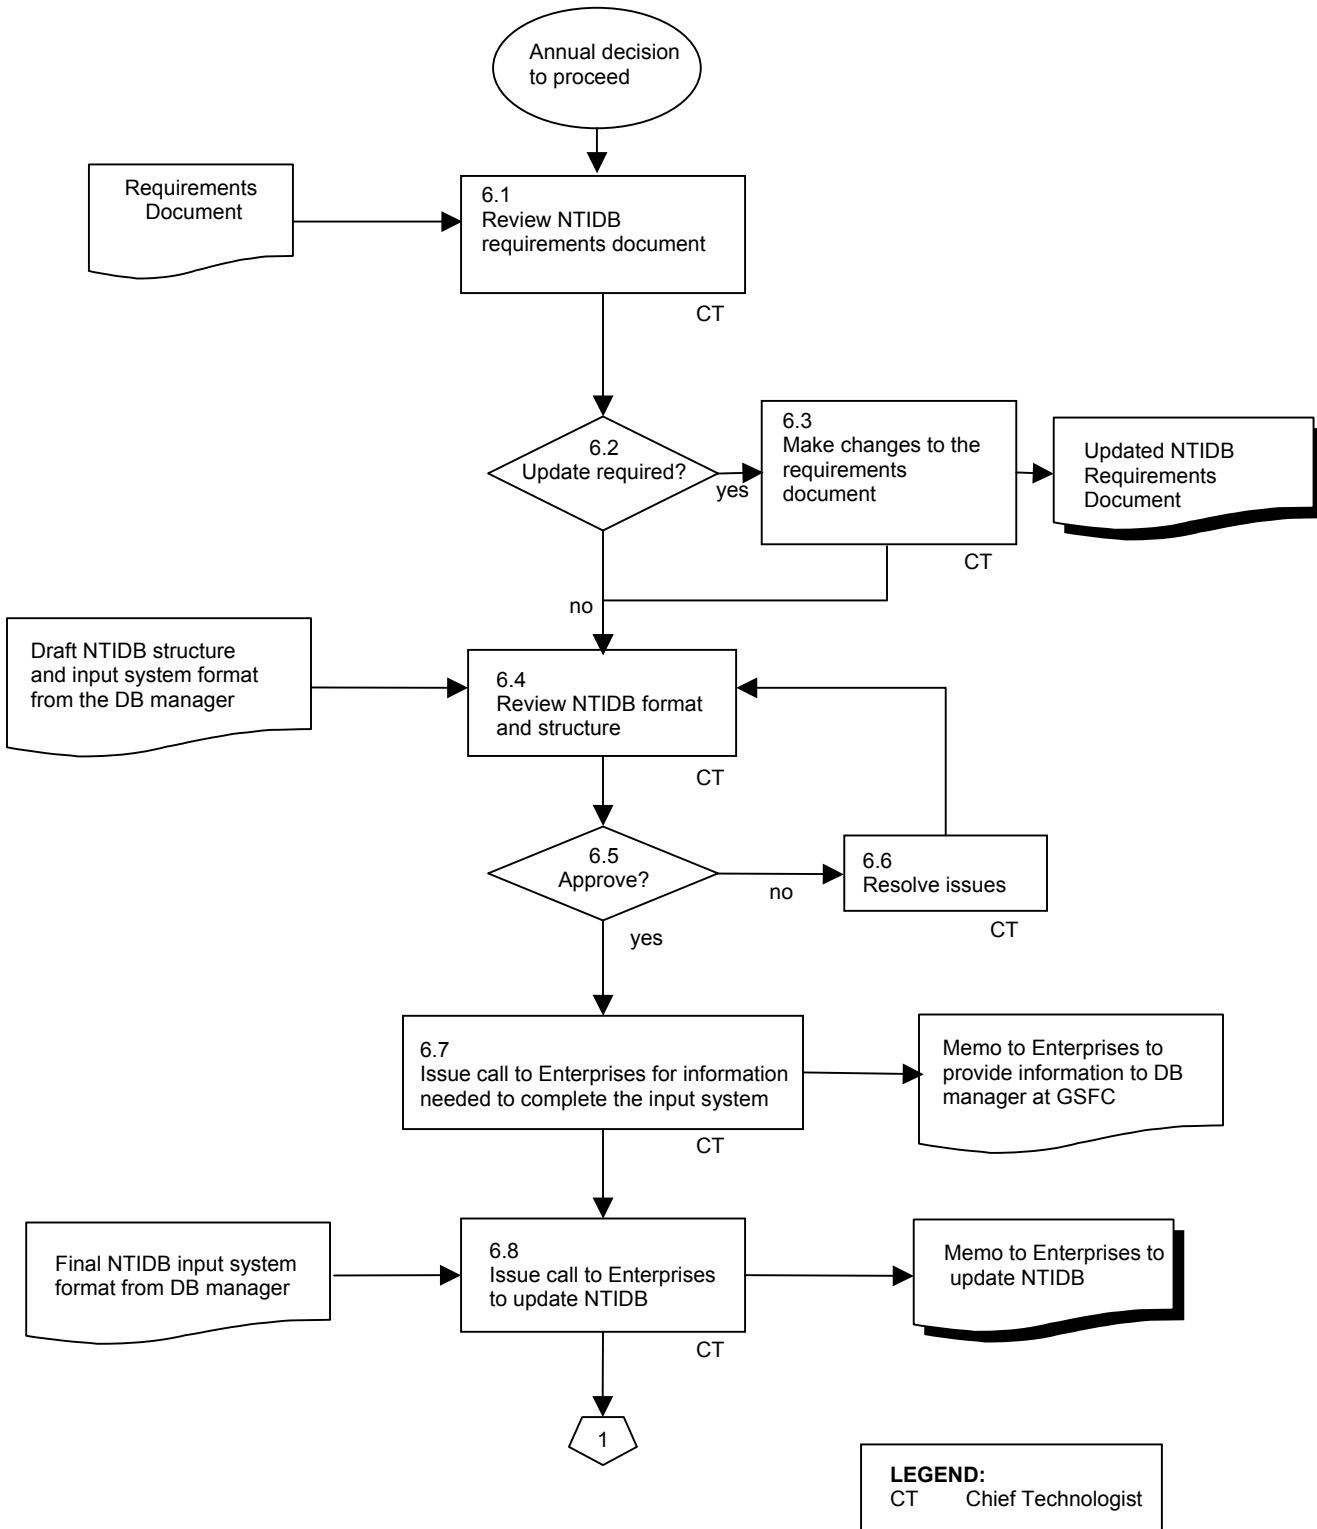 Annual decision
to proceed
Requirements
Document
6.1
Review NTIDB
requirements document
CT
6.2
Update required?
yes
no
6.3
Make changes to the
requirements
document
CT
Updated NTIDB
Requirements
Document
Draft NTIDB structure
and input system format
from the DB manager
6.4
Review NTIDB format
and structure
CT
6.5
Approve?
no
yes
6.6
Resolve issues
CT
6.7
Issue call to Enterprises for information
needed to complete the input system
CT
Memo to Enterprises to
provide information to DB
manager at GSFC
Final NTIDB input system
format from DB manager
6.8
Issue call to Enterprises
to update NTIDB
CT
Memo to Enterprises to
update NTIDB
1
LEGEND:
CT Chief Technologist